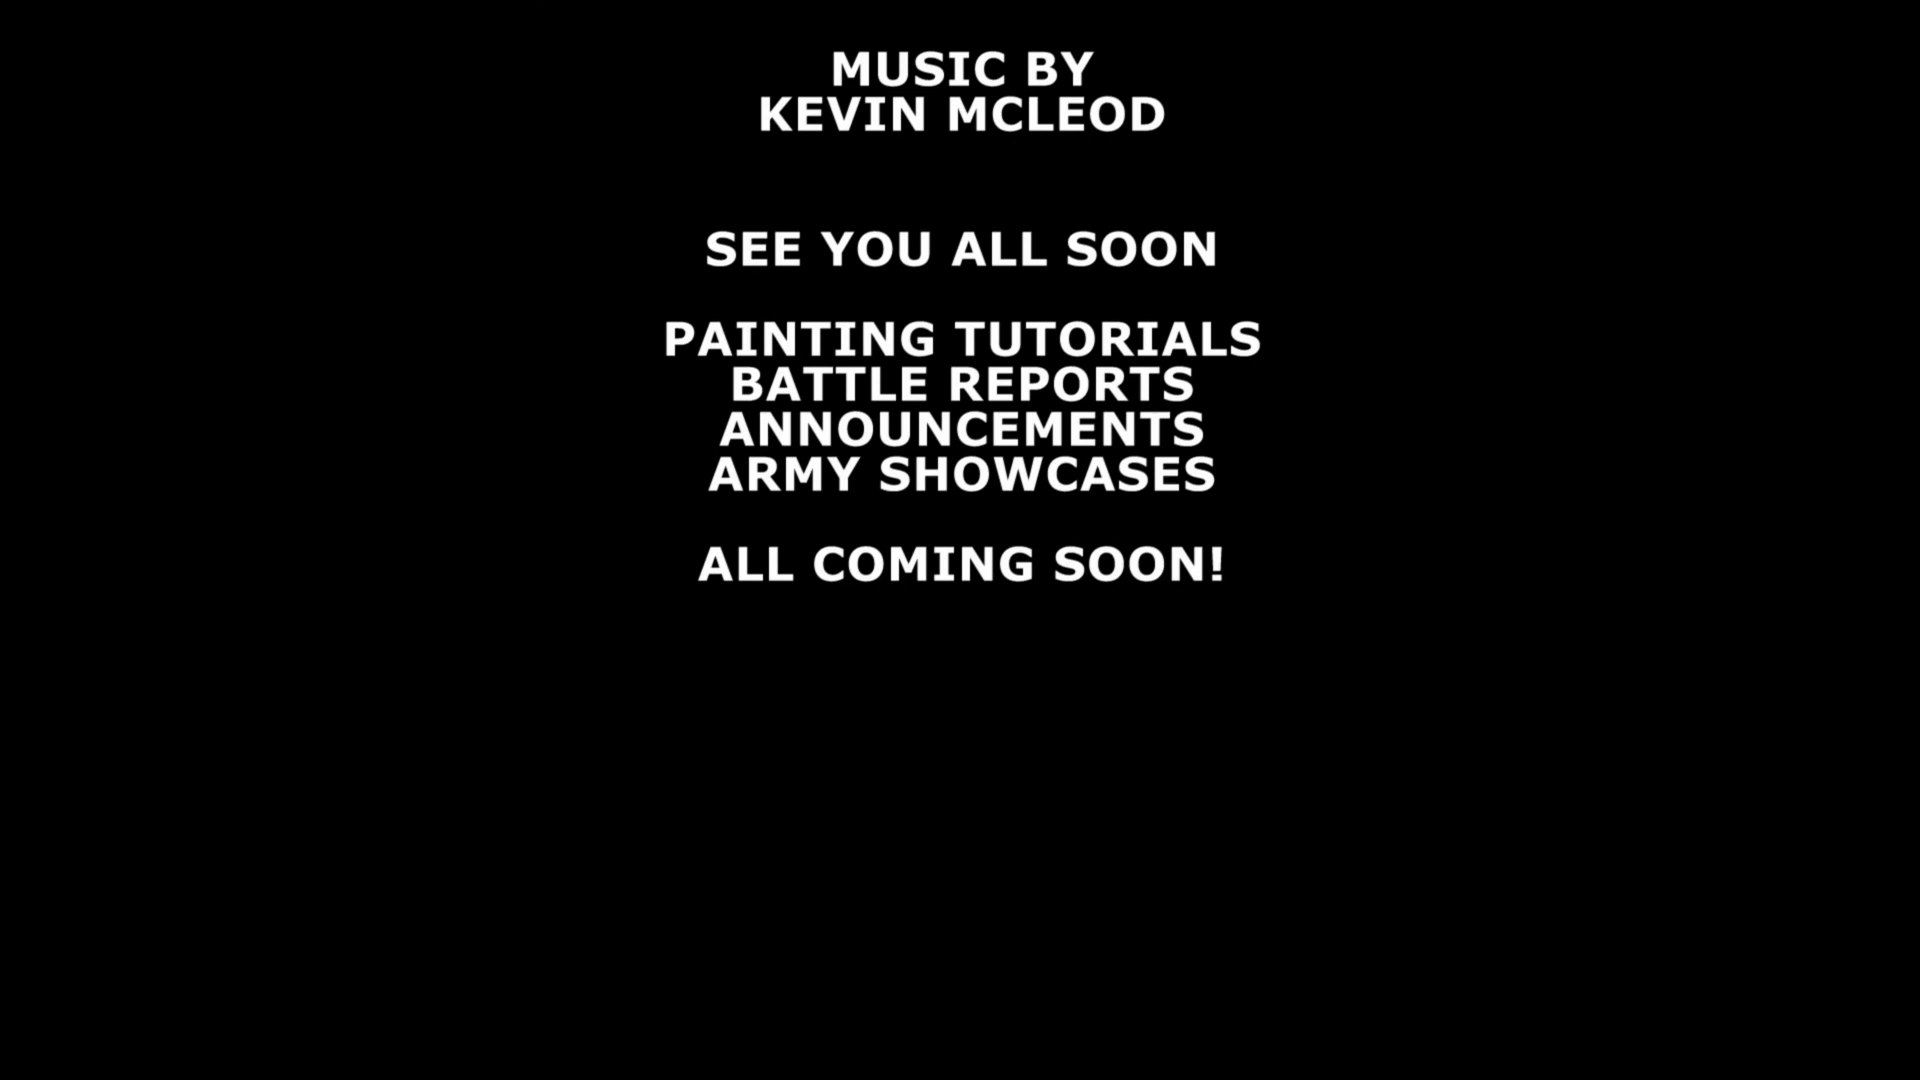 MUSIC BY
KEVIN MCLEOD
SEE YOU ALL SOON
PAINTING TUTORIALS
BATTLE REPORTS
ANNOUNCEMENTS
ARMY SHOWCASES
ALL COMING SOON!